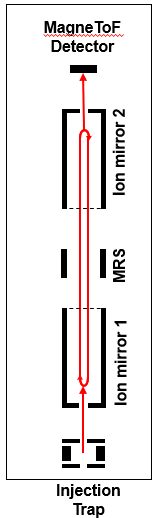 MagneToF
Detector
Ion mirror 2
MRS
Ion mirror 1
Injection
Trap